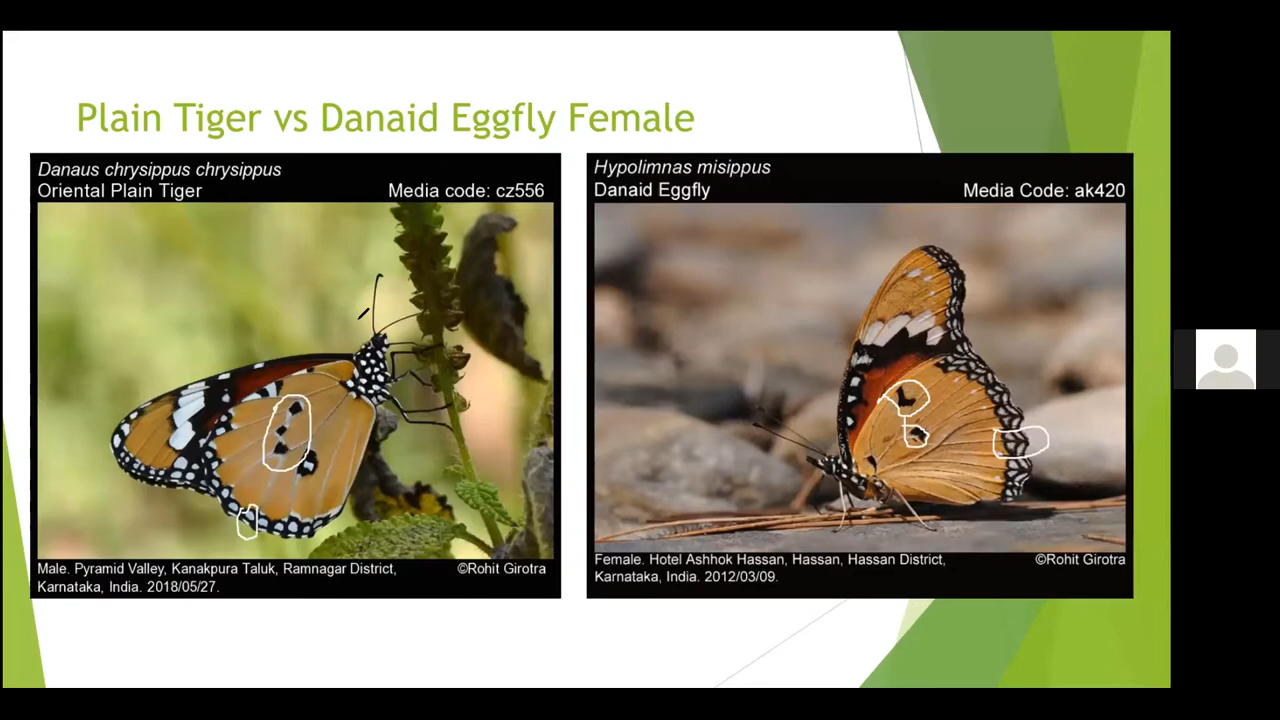 Plain Tiger vs Danaid Eggfly Female
Danaus chrysippus chrysippus
Oriental Plain Tiger Media code: cz556
Male. Pyramid Valley, Kanakpura Taluk, Ramnagar District, ©Rohit Girotra
Karnataka, India. 2018/05/27.
Hypolimnas misippus
Danaid Eggfly Media Code: ak420
Female. Hotel Ashhok Hassan, Hassan, Hassan District, ©Rohit Girotra
Karnataka, India. 2012/03/09.